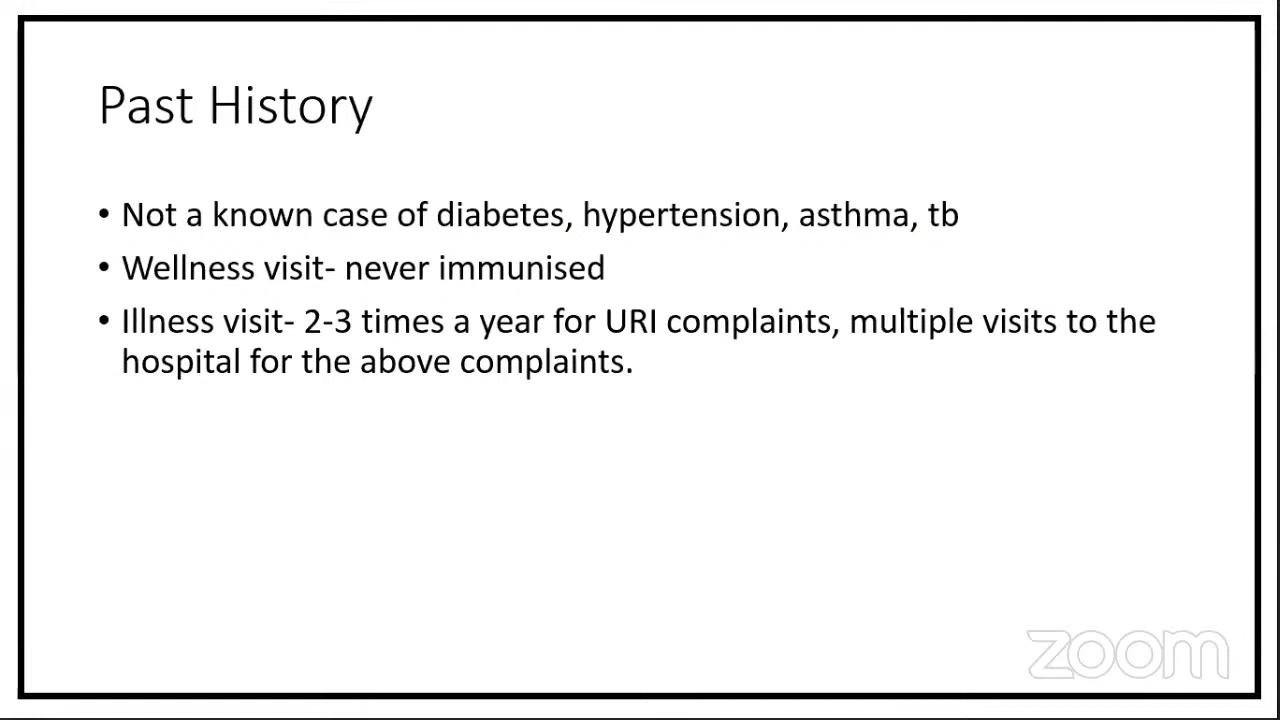 Past History
• Not a known case of diabetes, hypertension, asthma, tb
• Wellness visit- never immunised
• Illness visit- 2-3 times a year for URI complaints, multiple visits to the
hospital for the above complaints.
zoom